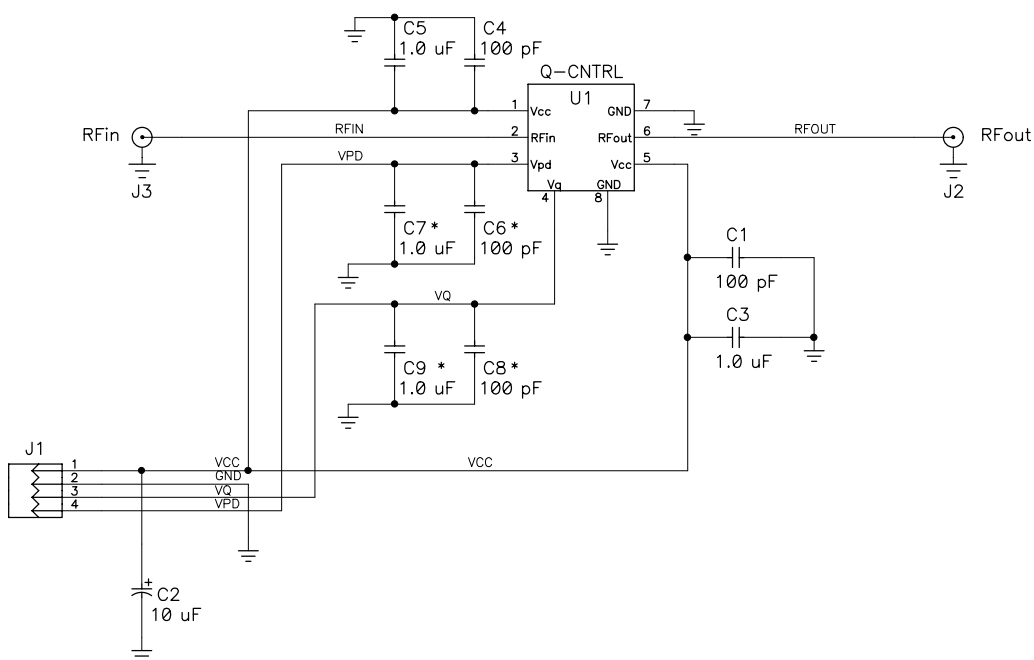 C5
1.0 uF
C4
100 pF
Q-CNTRL
U1
1
Vcc
GND
7
RFin
RFIN
2
RFin
RFout
6
RFOUT
RFout
J3
VPD
3
Vpd
Vcc
5
J2
Vq
GND
4
8
C7 *
1.0 uF
C6 *
100 pF
C1
100 pF
VQ
C3
1.0 uF
C9 *
1.0 uF
C8 *
100 pF
J1
1
VCC
VCC
2
GND
3
VQ
4
VPD
+
C2
10 uF